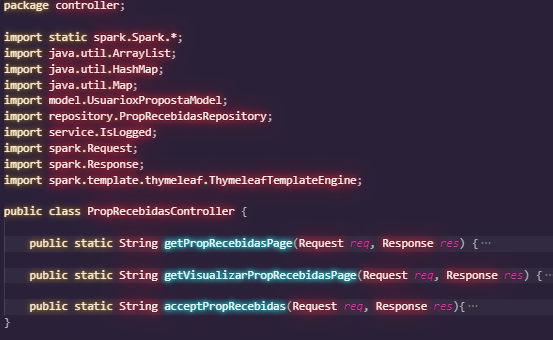 package controller;
import static spark.Spark.*;
import java.util.ArrayList;
import java.util.HashMap;
import java.util.Map;
import model.UsuarioxPropostaModel;
import repository.PropRecebidasRepository;
import service.IsLogged;
import spark.Request;
import spark.Response;
import spark.template.thymeleaf.ThymeleafTemplateEngine;
public class PropRecebidasController {
public static String getPropRecebidasPage(Request req, Response res) {···
public static String getVisualizarPropRecebidasPage(Request req, Response res) {···
public static String acceptPropRecebidas(Request req, Response res){···
}